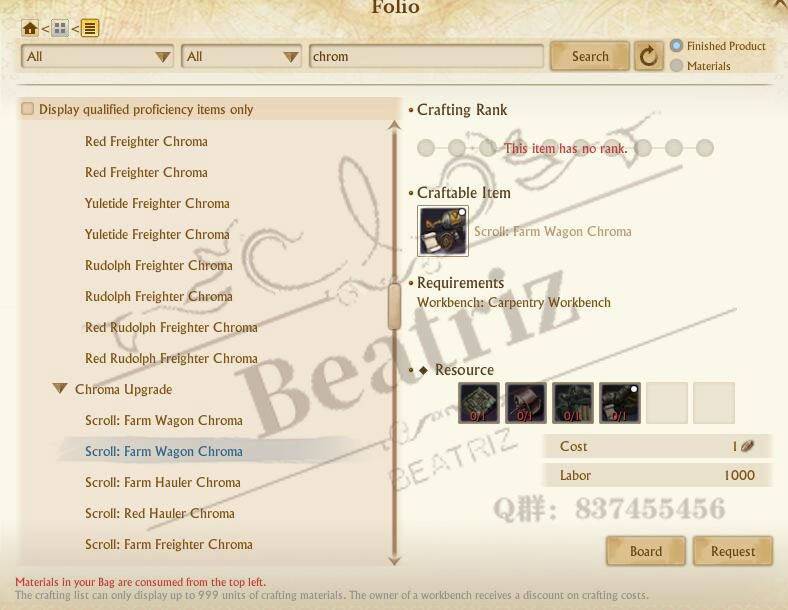 Folio
< <
All All chrom Search
Finished Product
Materials
Display qualified proficiency items only
Red Freighter Chroma
Red Freighter Chroma
Yuletide Freighter Chroma
Yuletide Freighter Chroma
Rudolph Freighter Chroma
Rudolph Freighter Chroma
Red Rudolph Freighter Chroma
Red Rudolph Freighter Chroma
Chroma Upgrade
Scroll: Farm Wagon Chroma
Scroll: Farm Wagon Chroma
Scroll: Farm Hauler Chroma
Scroll: Red Hauler Chroma
Scroll: Farm Freighter Chroma
Crafting Rank
This item has no rank.
Craftable Item
Scroll: Farm Wagon Chroma
Requirements
Workbench: Carpentry Workbench
Resource
0/1 0/1 0/1 0/1
Cost 1
Labor 1000
Board Request
Materials in your Bag are consumed from the top left.
The crafting list can only display up to 999 units of crafting materials. The owner of a workbench receives a discount on crafting costs.
Beatriz
BEATRIZ
Q群：837455456